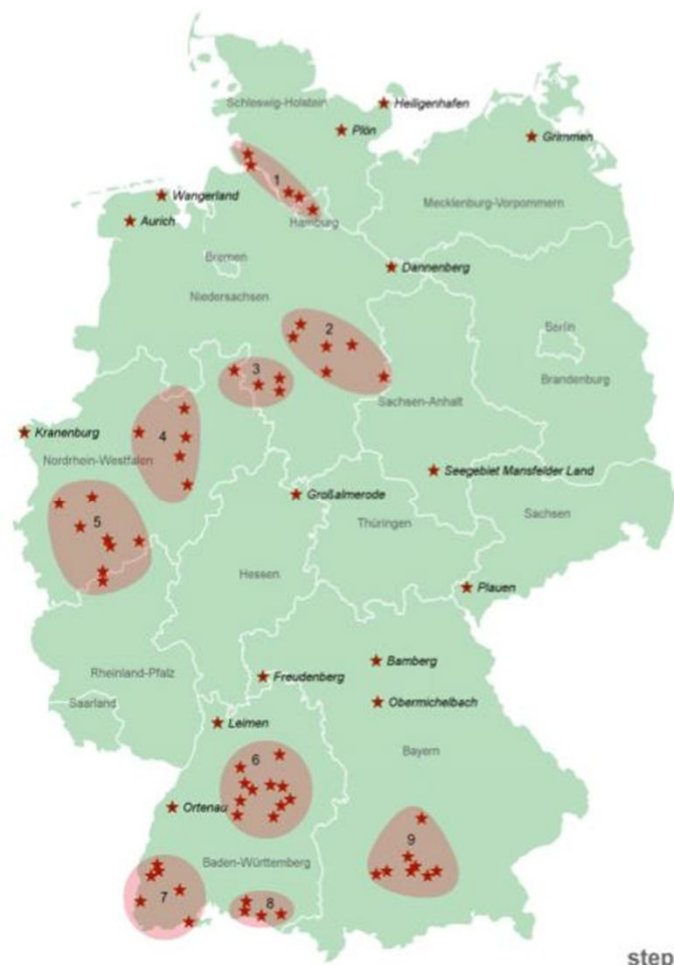 Schleswig-Holstein
Heiligenhafen
Plön
Grimmen
1
Wangerland
Mecklenburg-Vorpommern
Aurich
Hamburg
Bremen
Dannenberg
Niedersachsen
2
Berlin
3
Brandenburg
Sachsen-Anhalt
Kranenburg
4
Nordrhein-Westfalen
Seegebiet Mansfelder Land
Großalmerode
Sachsen
5
Thüringen
Hessen
Plauen
Bamberg
Rheinland-Pfalz
Freudenberg
Saarland
Obermichelbach
Leimen
Bayern
6
Ortenau
9
Baden-Württemberg
7
8
step